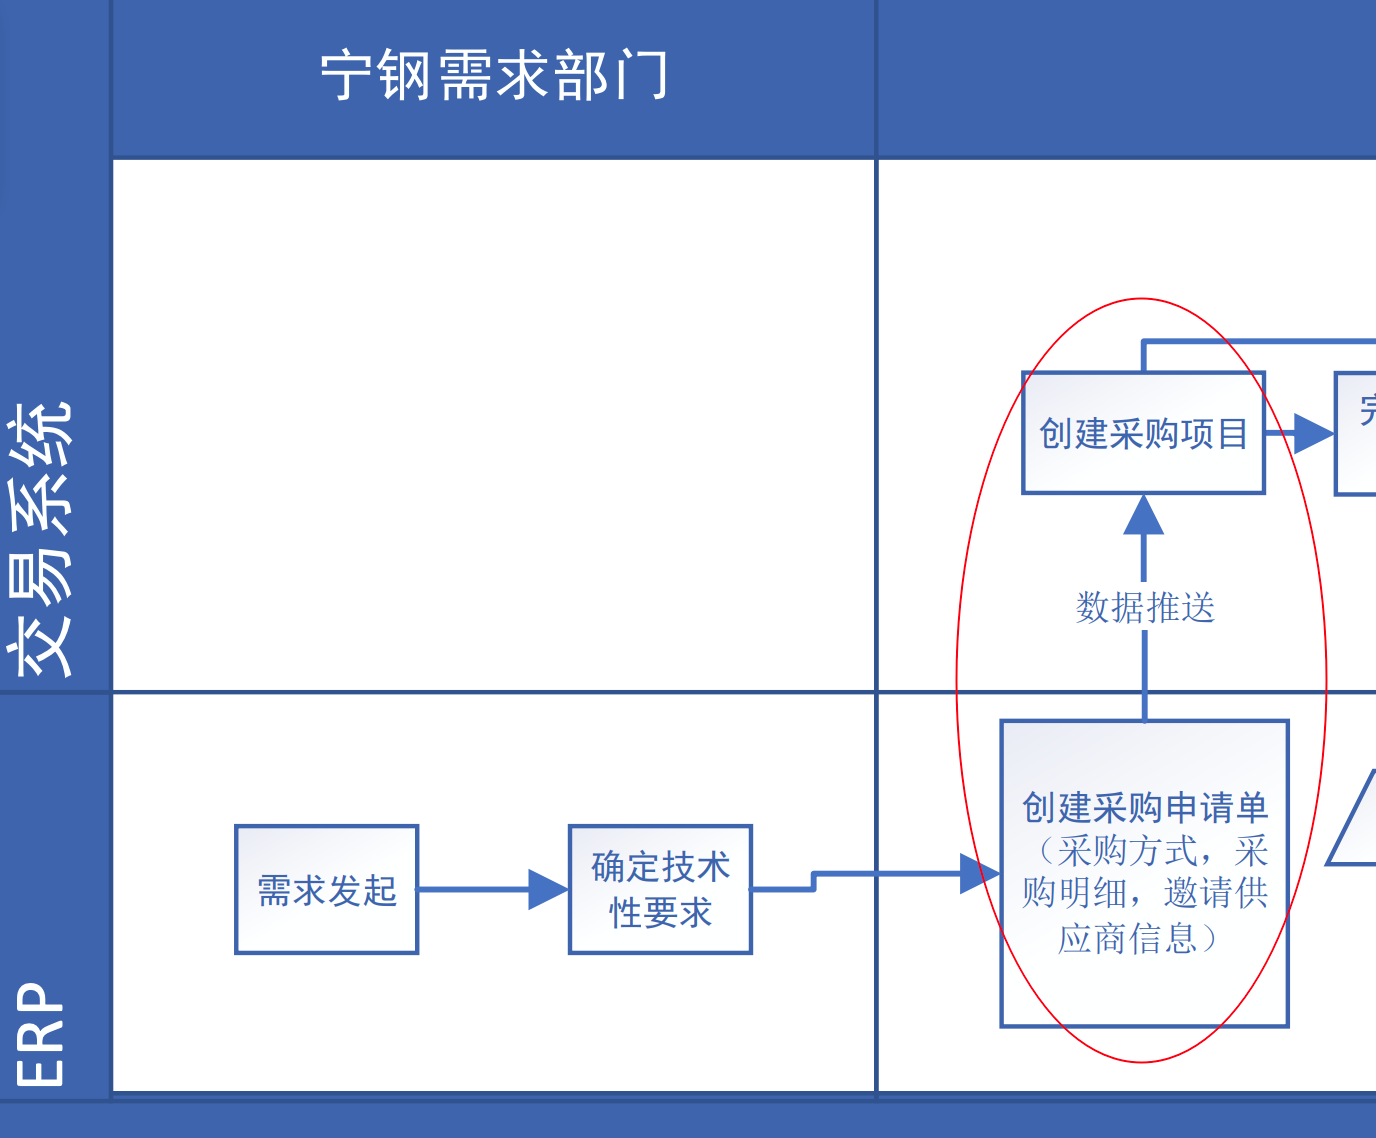 宁钢需求部门
交易系统
创建采购项目
完
数据推送
ERP
需求发起
确定技术
性要求
创建采购申请单
（采购方式，采
购明细，邀请供
应商信息）